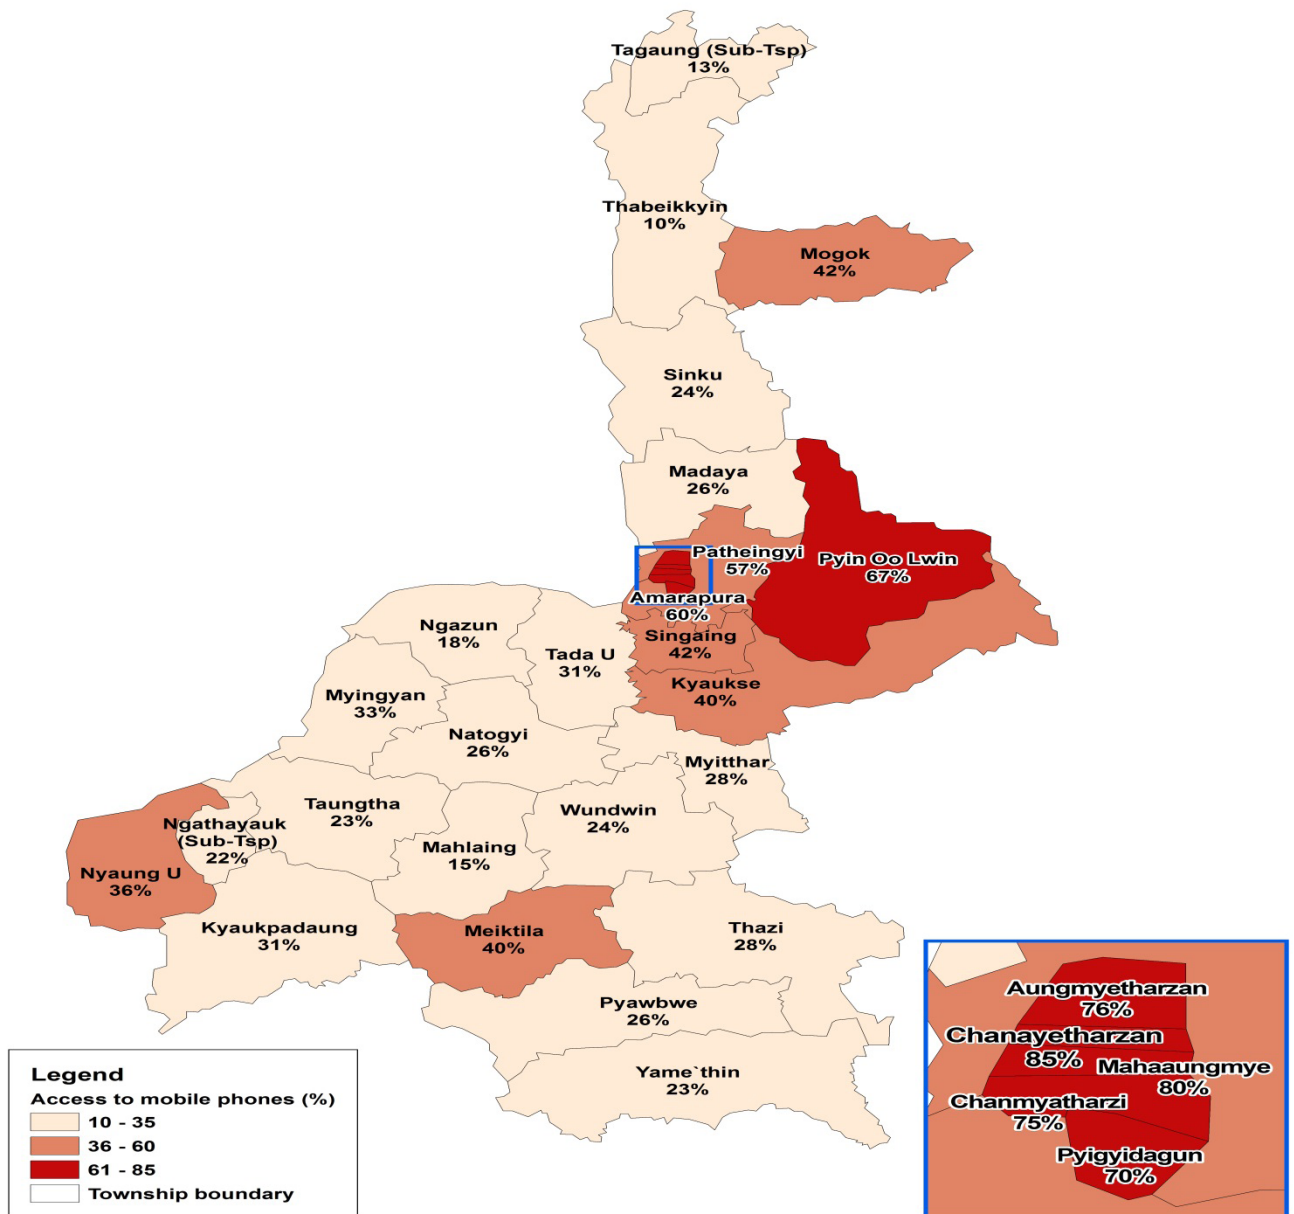 Tagaung (Sub-Tsp)
13%
Thabeikkyin
10%
Mogok
42%
Sinku
24%
Madaya
26%
Patheingyi
57%
Pyin Oo Lwin
67%
Amarapura
60%
Ngazun
18%
Singaing
42%
Tada U
31%
Kyaukse
40%
Myingyan
33%
Natogyi
26%
Myitthar
28%
Taungtha
23%
Wundwin
24%
Ngathayauk
(Sub-Tsp)
22%
Mahlaing
15%
Nyaung U
36%
Kyaukpadaung
31%
Meiktila
40%
Thazi
28%
Pyawbwe
26%
Yame`thin
23%
Aungmyetharzan
76%
Chanayetharzan
85%
Mahaaungmye
80%
Chanmyatharzi
75%
Pyigyidagun
70%
Legend
Access to mobile phones (%)
10 - 35
36 - 60
61 - 85
Township boundary